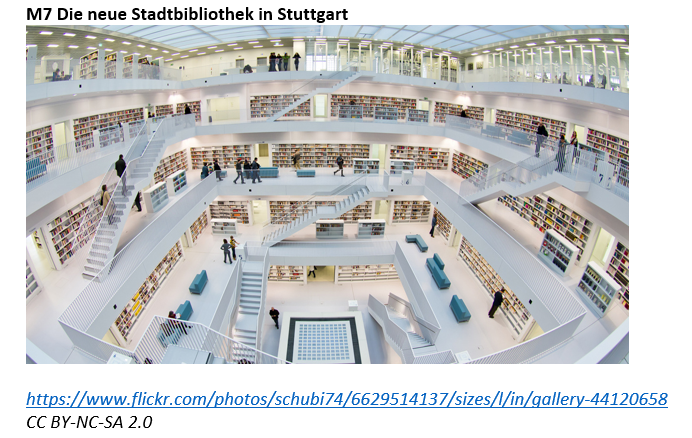 M7 Die neue Stadtbibliothek in Stuttgart
https://www.flickr.com/photos/schubi74/6629514137/sizes/l/in/gallery-44120658
CC BY-NC-SA 2.0